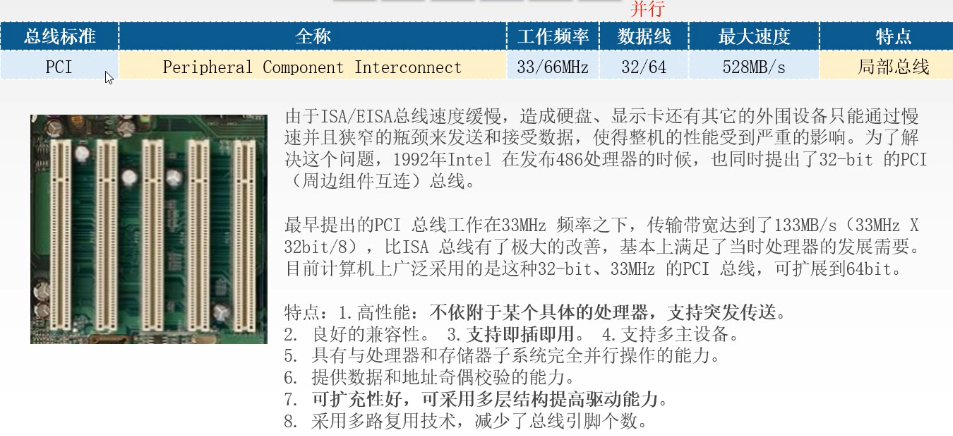 并行
总线标准 全称 工作频率 数据线 最大速度 特点
PCI Peripheral Component Interconnect 33/66MHz 32/64 528MB/s 局部总线
由于ISA/EISA总线速度缓慢，造成硬盘、显示卡还有其它的外围设备只能通过慢
速并且狭窄的瓶颈来发送和接受数据，使得整机的性能受到严重的影响。为了解
决这个问题，1992年Intel 在发布486处理器的时候，也同时提出了32-bit 的PCI
（周边组件互连）总线。
最早提出的PCI 总线工作在33MHz 频率之下，传输带宽达到了133MB/s（33MHz X
32bit/8），比ISA 总线有了极大的改善，基本上满足了当时处理器的发展需要。
目前计算机上广泛采用的是这种32-bit、33MHz 的PCI 总线，可扩展到64bit。
特点：1.高性能：不依附于某个具体的处理器，支持突发传送。
2. 良好的兼容性。 3.支持即插即用。 4.支持多主设备。
5. 具有与处理器和存储器子系统完全并行操作的能力。
6. 提供数据和地址奇偶校验的能力。
7. 可扩充性好，可采用多层结构提高驱动能力。
8. 采用多路复用技术，减少了总线引脚个数。